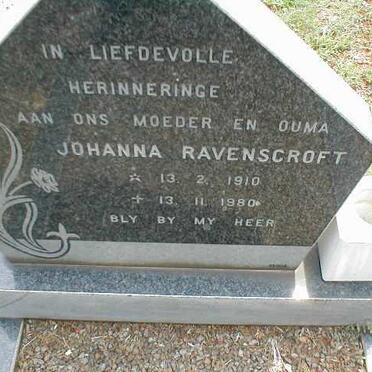 IN LIEFDEVOLLE
HERINNERINGE
AAN ONS MOEDER EN OUMA
JOHANNA RAVENSCROFT
☆ 13. 2. 1910
✢ 13. 11. 1980
BLY BY MY HEER